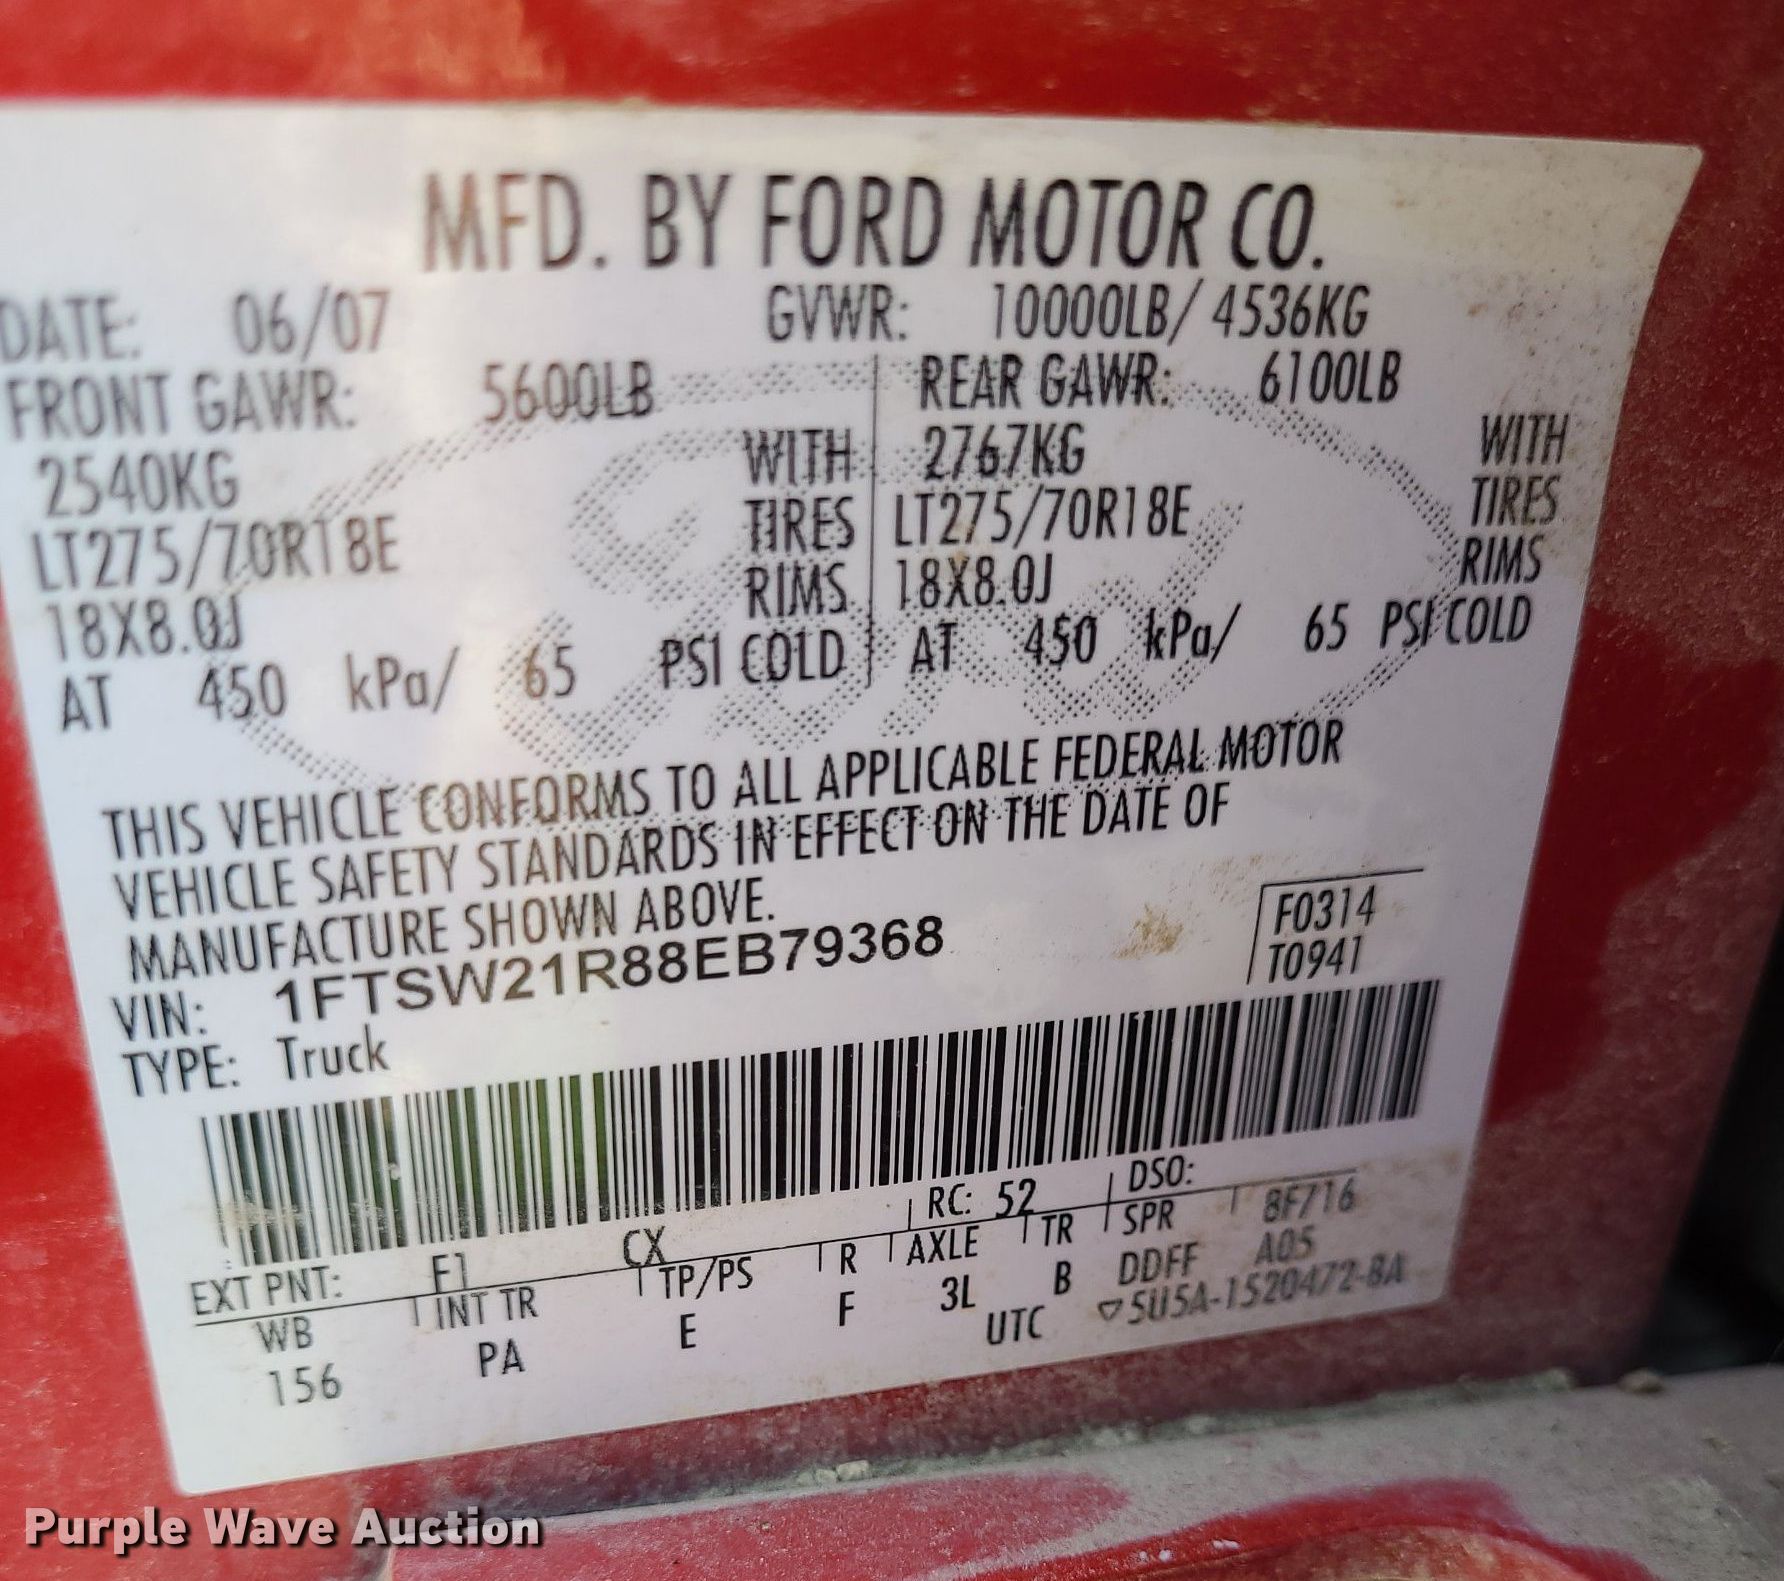 MFD. BY FORD MOTOR CO.
DATE: 06/07 GVWR: 10000LB/ 4536KG
FRONT GAWR: 5600LB REAR GAWR: 6100LB
2540KG WITH 2767KG WITH
LT275/70R18E TIRES LT275/70R18E TIRES
18X8.0J RIMS 18X8.0J RIMS
AT 450 kPa/ 65 PSI COLD AT 450 kPa/ 65 PSI COLD
THIS VEHICLE CONFORMS TO ALL APPLICABLE FEDERAL MOTOR
VEHICLE SAFETY STANDARDS IN EFFECT ON THE DATE OF
MANUFACTURE SHOWN ABOVE.
VIN: 1FTSW21R88EB79368
F0314
T0941
TYPE: Truck
EXT PNT: F1 CX RC: 52 DSO:
WB INT TR TP/PS R AXLE TR SPR 8F716
156 PA E F 3L B DDFF A05
UTC ▽5U5A-1520472-BA
Ford
Purple Wave Auction